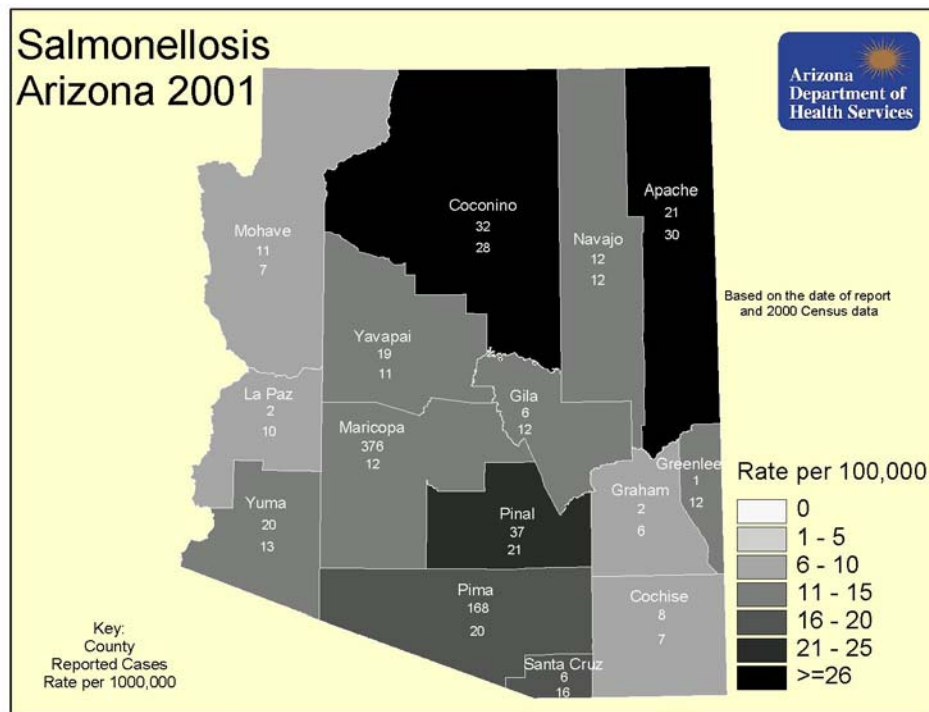 Salmonellosis
Arizona 2001
Arizona
Department of
Health Services
Coconino
32
28
Apache
21
30
Navajo
12
12
Mohave
11
7
Based on the date of report
and 2000 Census data
Yavapai
19
11
La Paz
2
10
Gila
6
12
Maricopa
376
12
Greenlee
1
12
Graham
2
6
Yuma
20
13
Pinal
37
21
Pima
168
20
Cochise
8
7
Santa Cruz
6
16
Key:
County
Reported Cases
Rate per 1000,000
Rate per 100,000
0
1 - 5
6 - 10
11 - 15
16 - 20
21 - 25
>=26